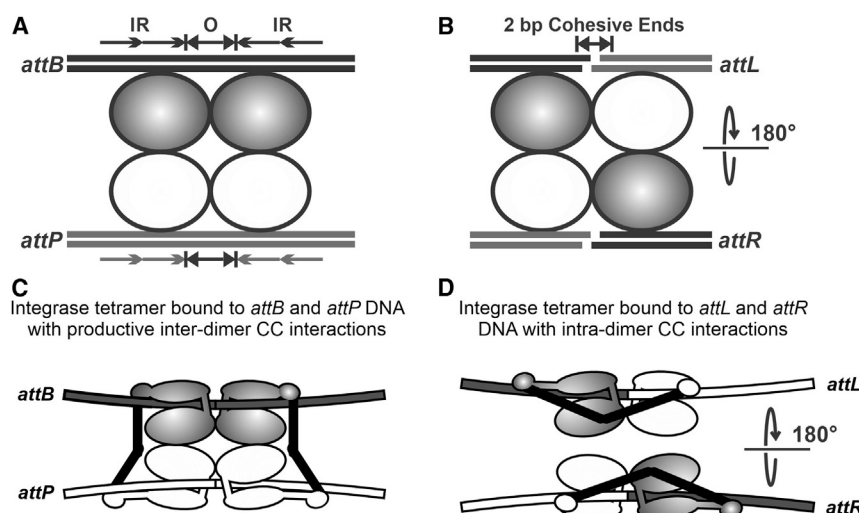 A
IR O IR
attB
attP
B
2 bp Cohesive Ends
attL
180°
attR
C
Integrase tetramer bound to attB and attP DNA
with productive inter-dimer CC interactions
attB
attP
D
Integrase tetramer bound to attL and attR
DNA with intra-dimer CC interactions
attL
180°
attR